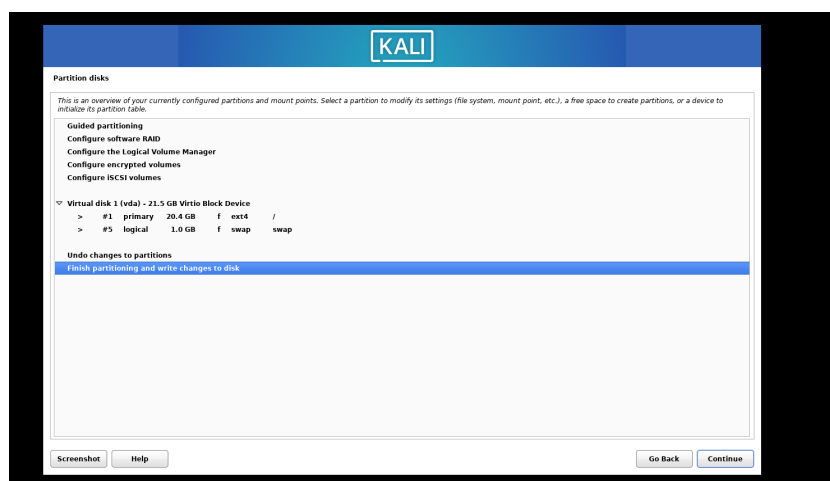 KALI
Partition disks
This is an overview of your currently configured partitions and mount points. Select a partition to modify its settings (file system, mount point, etc.), a free space to create partitions, or a device to
initialize its partition table.
Guided partitioning
Configure software RAID
Configure the Logical Volume Manager
Configure encrypted volumes
Configure iSCSI volumes
Virtual disk 1 (vda) - 21.5 GB Virtio Block Device
> #1 primary 20.4 GB f ext4 /
> #5 logical 1.0 GB f swap swap
Undo changes to partitions
Finish partitioning and write changes to disk
Screenshot Help Go Back Continue